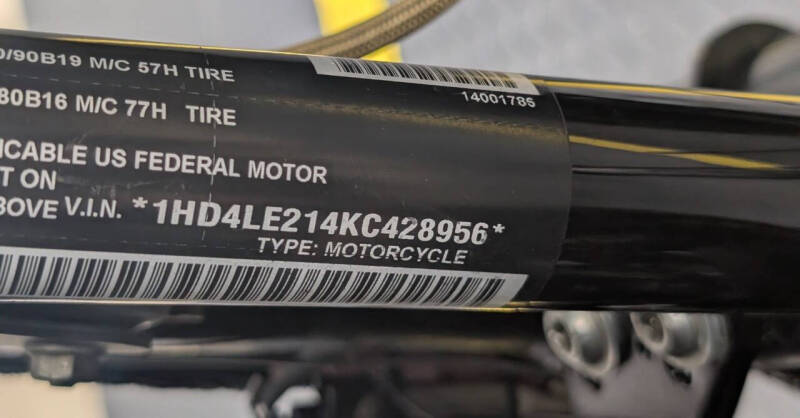 0/90B19 M/C 57H TIRE
80B16 M/C 77H TIRE
14001786
ICABLE US FEDERAL MOTOR
T ON
BOVE V.I.N. *1HD4LE214KC428956*
TYPE: MOTORCYCLE